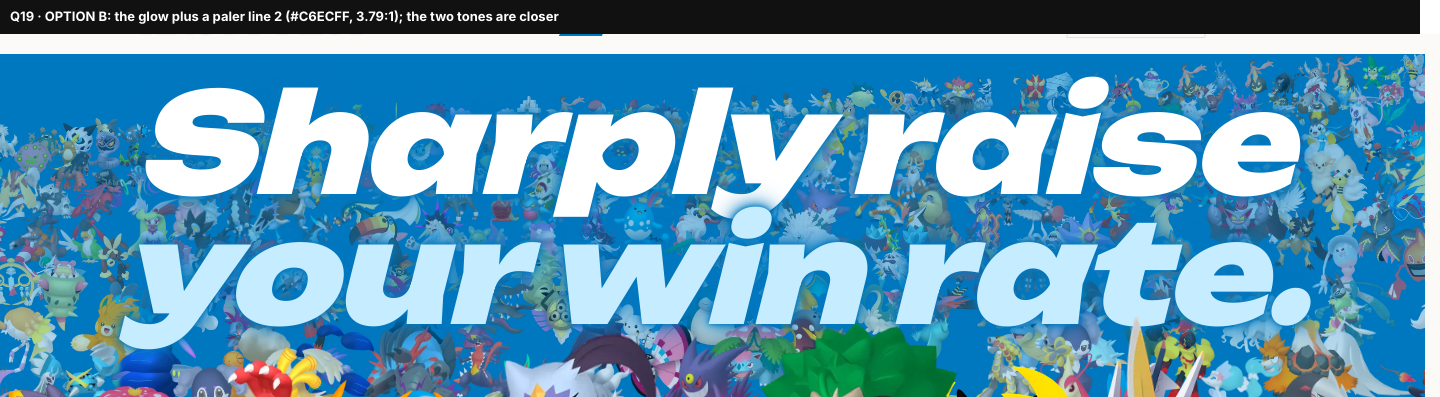 Q19 · OPTION B: the glow plus a paler line 2 (#C6ECFF, 3.79:1); the two tones are closer
Sharply raise
your win rate.